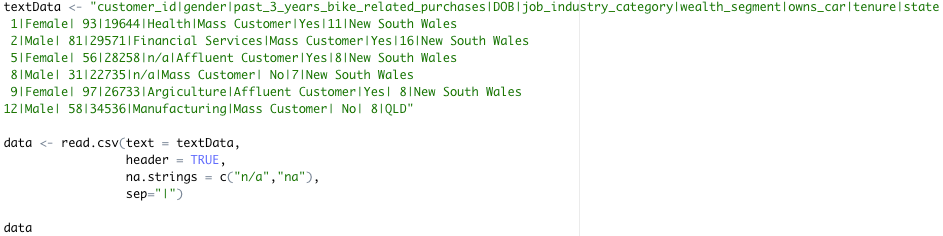 textData <- "customer_id|gender|past_3_years_bike_related_purchases|DOB|job_industry_category|wealth_segment|owns_car|tenure|state
 1|Female| 93|19644|Health|Mass Customer|Yes|11|New South Wales
 2|Male| 81|29571|Financial Services|Mass Customer|Yes|16|New South Wales
 5|Female| 56|28258|n/a|Affluent Customer|Yes|8|New South Wales
 8|Male| 31|22735|n/a|Mass Customer| No|7|New South Wales
 9|Female| 97|26733|Argiculture|Affluent Customer|Yes| 8|New South Wales
12|Male| 58|34536|Manufacturing|Mass Customer| No| 8|QLD"

data <- read.csv(text = textData,
                 header = TRUE,
                 na.strings = c("n/a","na"),
                 sep="|")

data